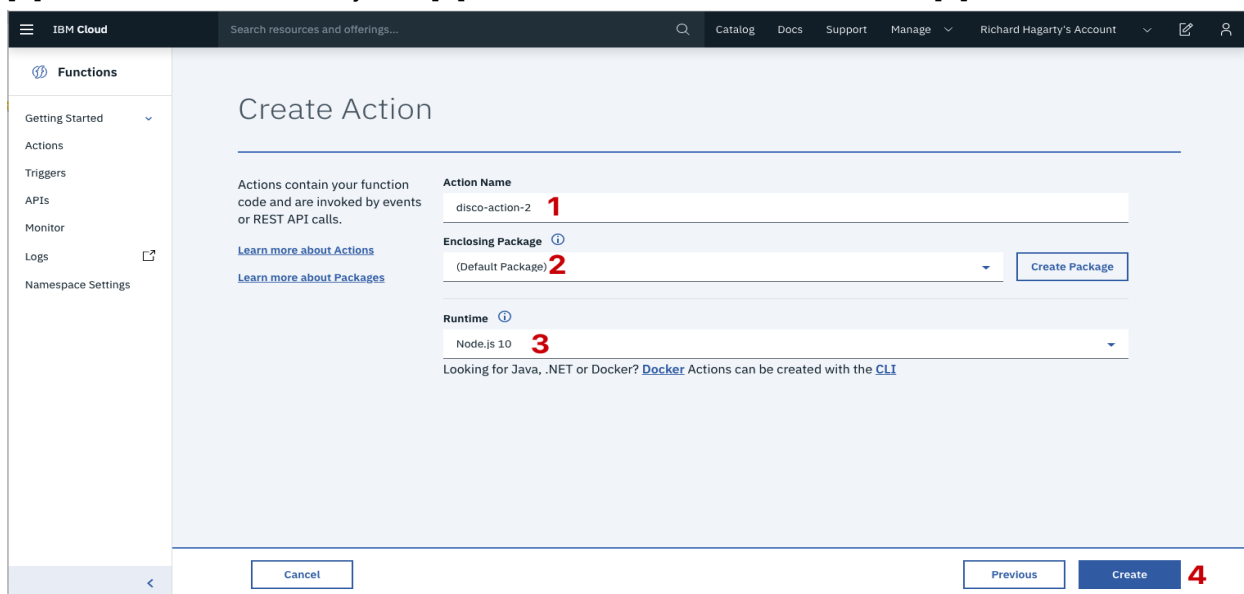 IBM Cloud
Search resources and offerings...
Catalog
Docs
Support
Manage
Richard Hagarty's Account
Functions
Getting Started
Actions
Triggers
APIs
Monitor
Logs
Namespace Settings
Create Action
Actions contain your function
code and are invoked by events
or REST API calls.
Learn more about Actions
Learn more about Packages
Action Name
disco-action-2 1
Enclosing Package
(Default Package) 2
Create Package
Runtime
Node.js 10 3
Looking for Java, .NET or Docker? Docker Actions can be created with the CLI
Cancel
Previous
Create 4